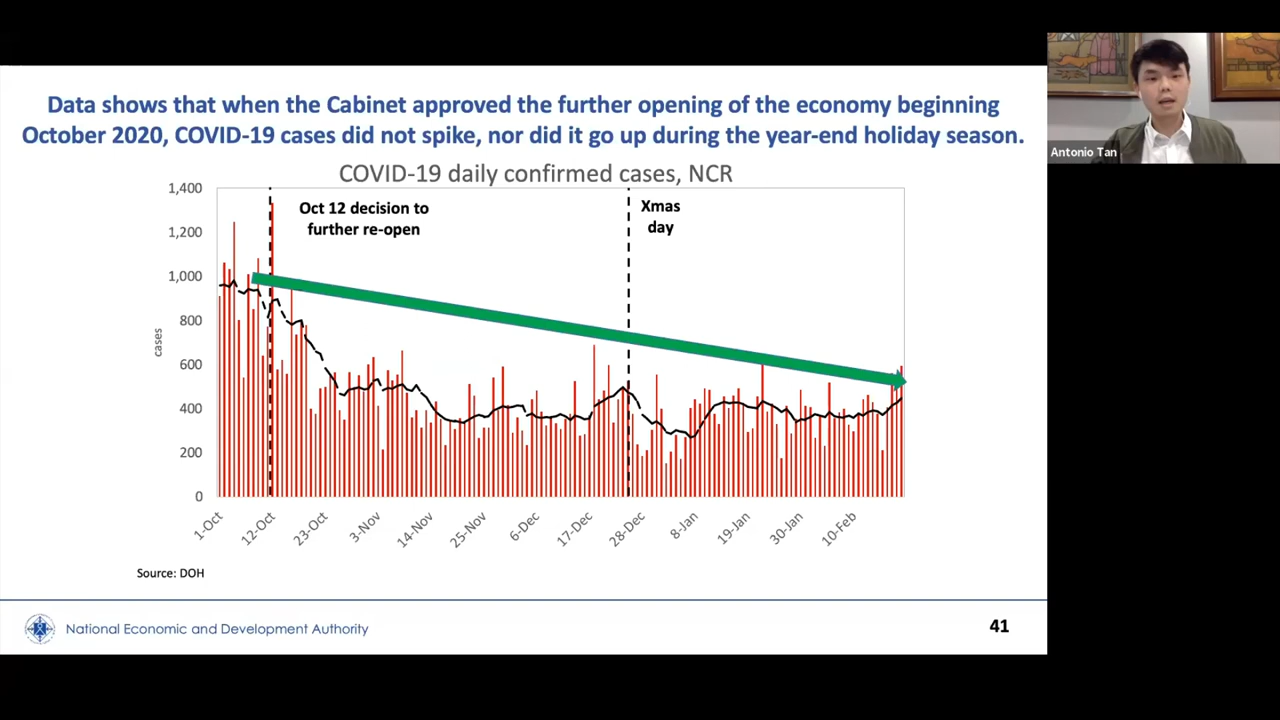 Data shows that when the Cabinet approved the further opening of the economy beginning
October 2020, COVID-19 cases did not spike, nor did it go up during the year-end holiday season.
COVID-19 daily confirmed cases, NCR
1,400
1,200
1,000
800
600
400
200
0
cases
Oct 12 decision to
further re-open
Xmas
day
1-Oct
12-Oct
23-Oct
3-Nov
14-Nov
25-Nov
6-Dec
17-Dec
28-Dec
8-Jan
19-Jan
30-Jan
10-Feb
Source: DOH
National Economic and Development Authority
41
Antonio Tan